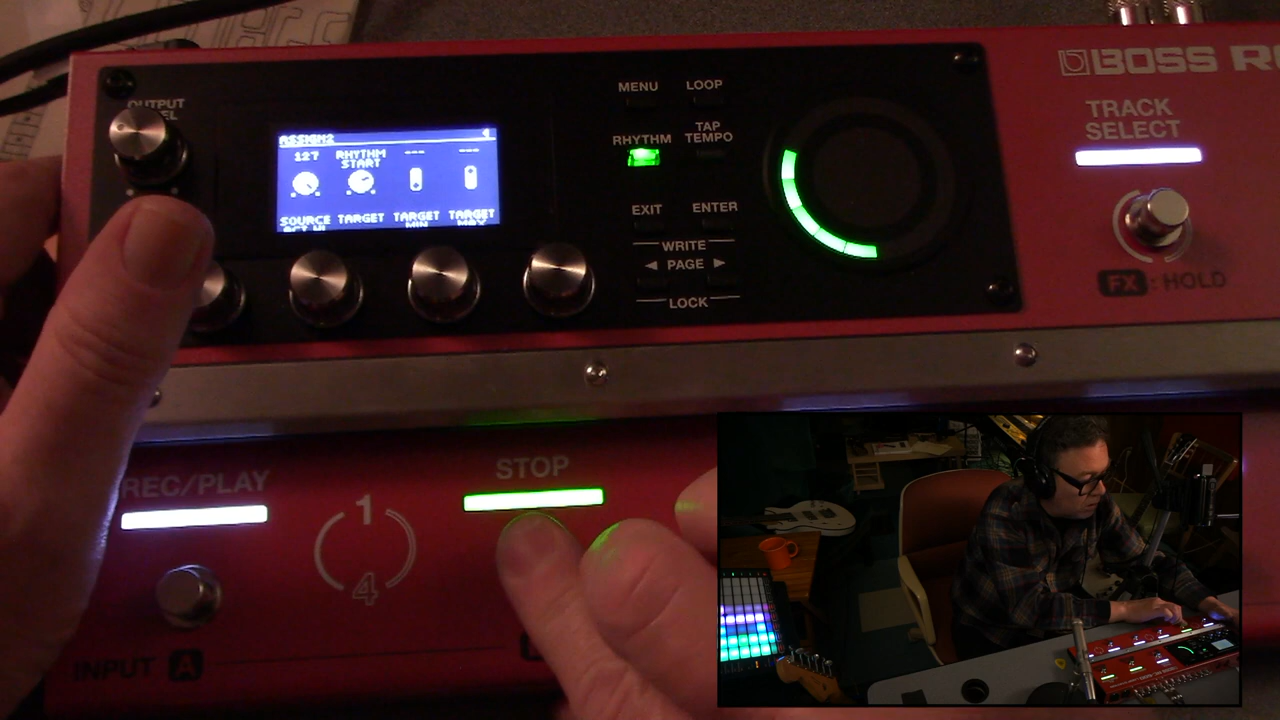 OUTPUT
ASSIGN2
127
RHYTHM
START
SOURCE
TARGET
TARGET
MIN
TARGET
MAX
MENU
LOOP
RHYTHM
TAP
TEMPO
EXIT
ENTER
WRITE
◄ PAGE ►
LOCK
BOSS
TRACK
SELECT
FX : HOLD
REC/PLAY
1
4
STOP
INPUT A